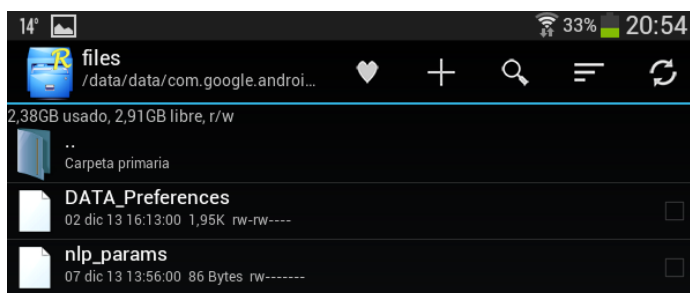 14° 33% 20:54
R files
/data/data/com.google.androi...
2,38GB usado, 2,91GB libre, r/w
..
Carpeta primaria
DATA_Preferences
02 dic 13 16:13:00 1,95K rw-rw----
nlp_params
07 dic 13 13:56:00 86 Bytes rw-------